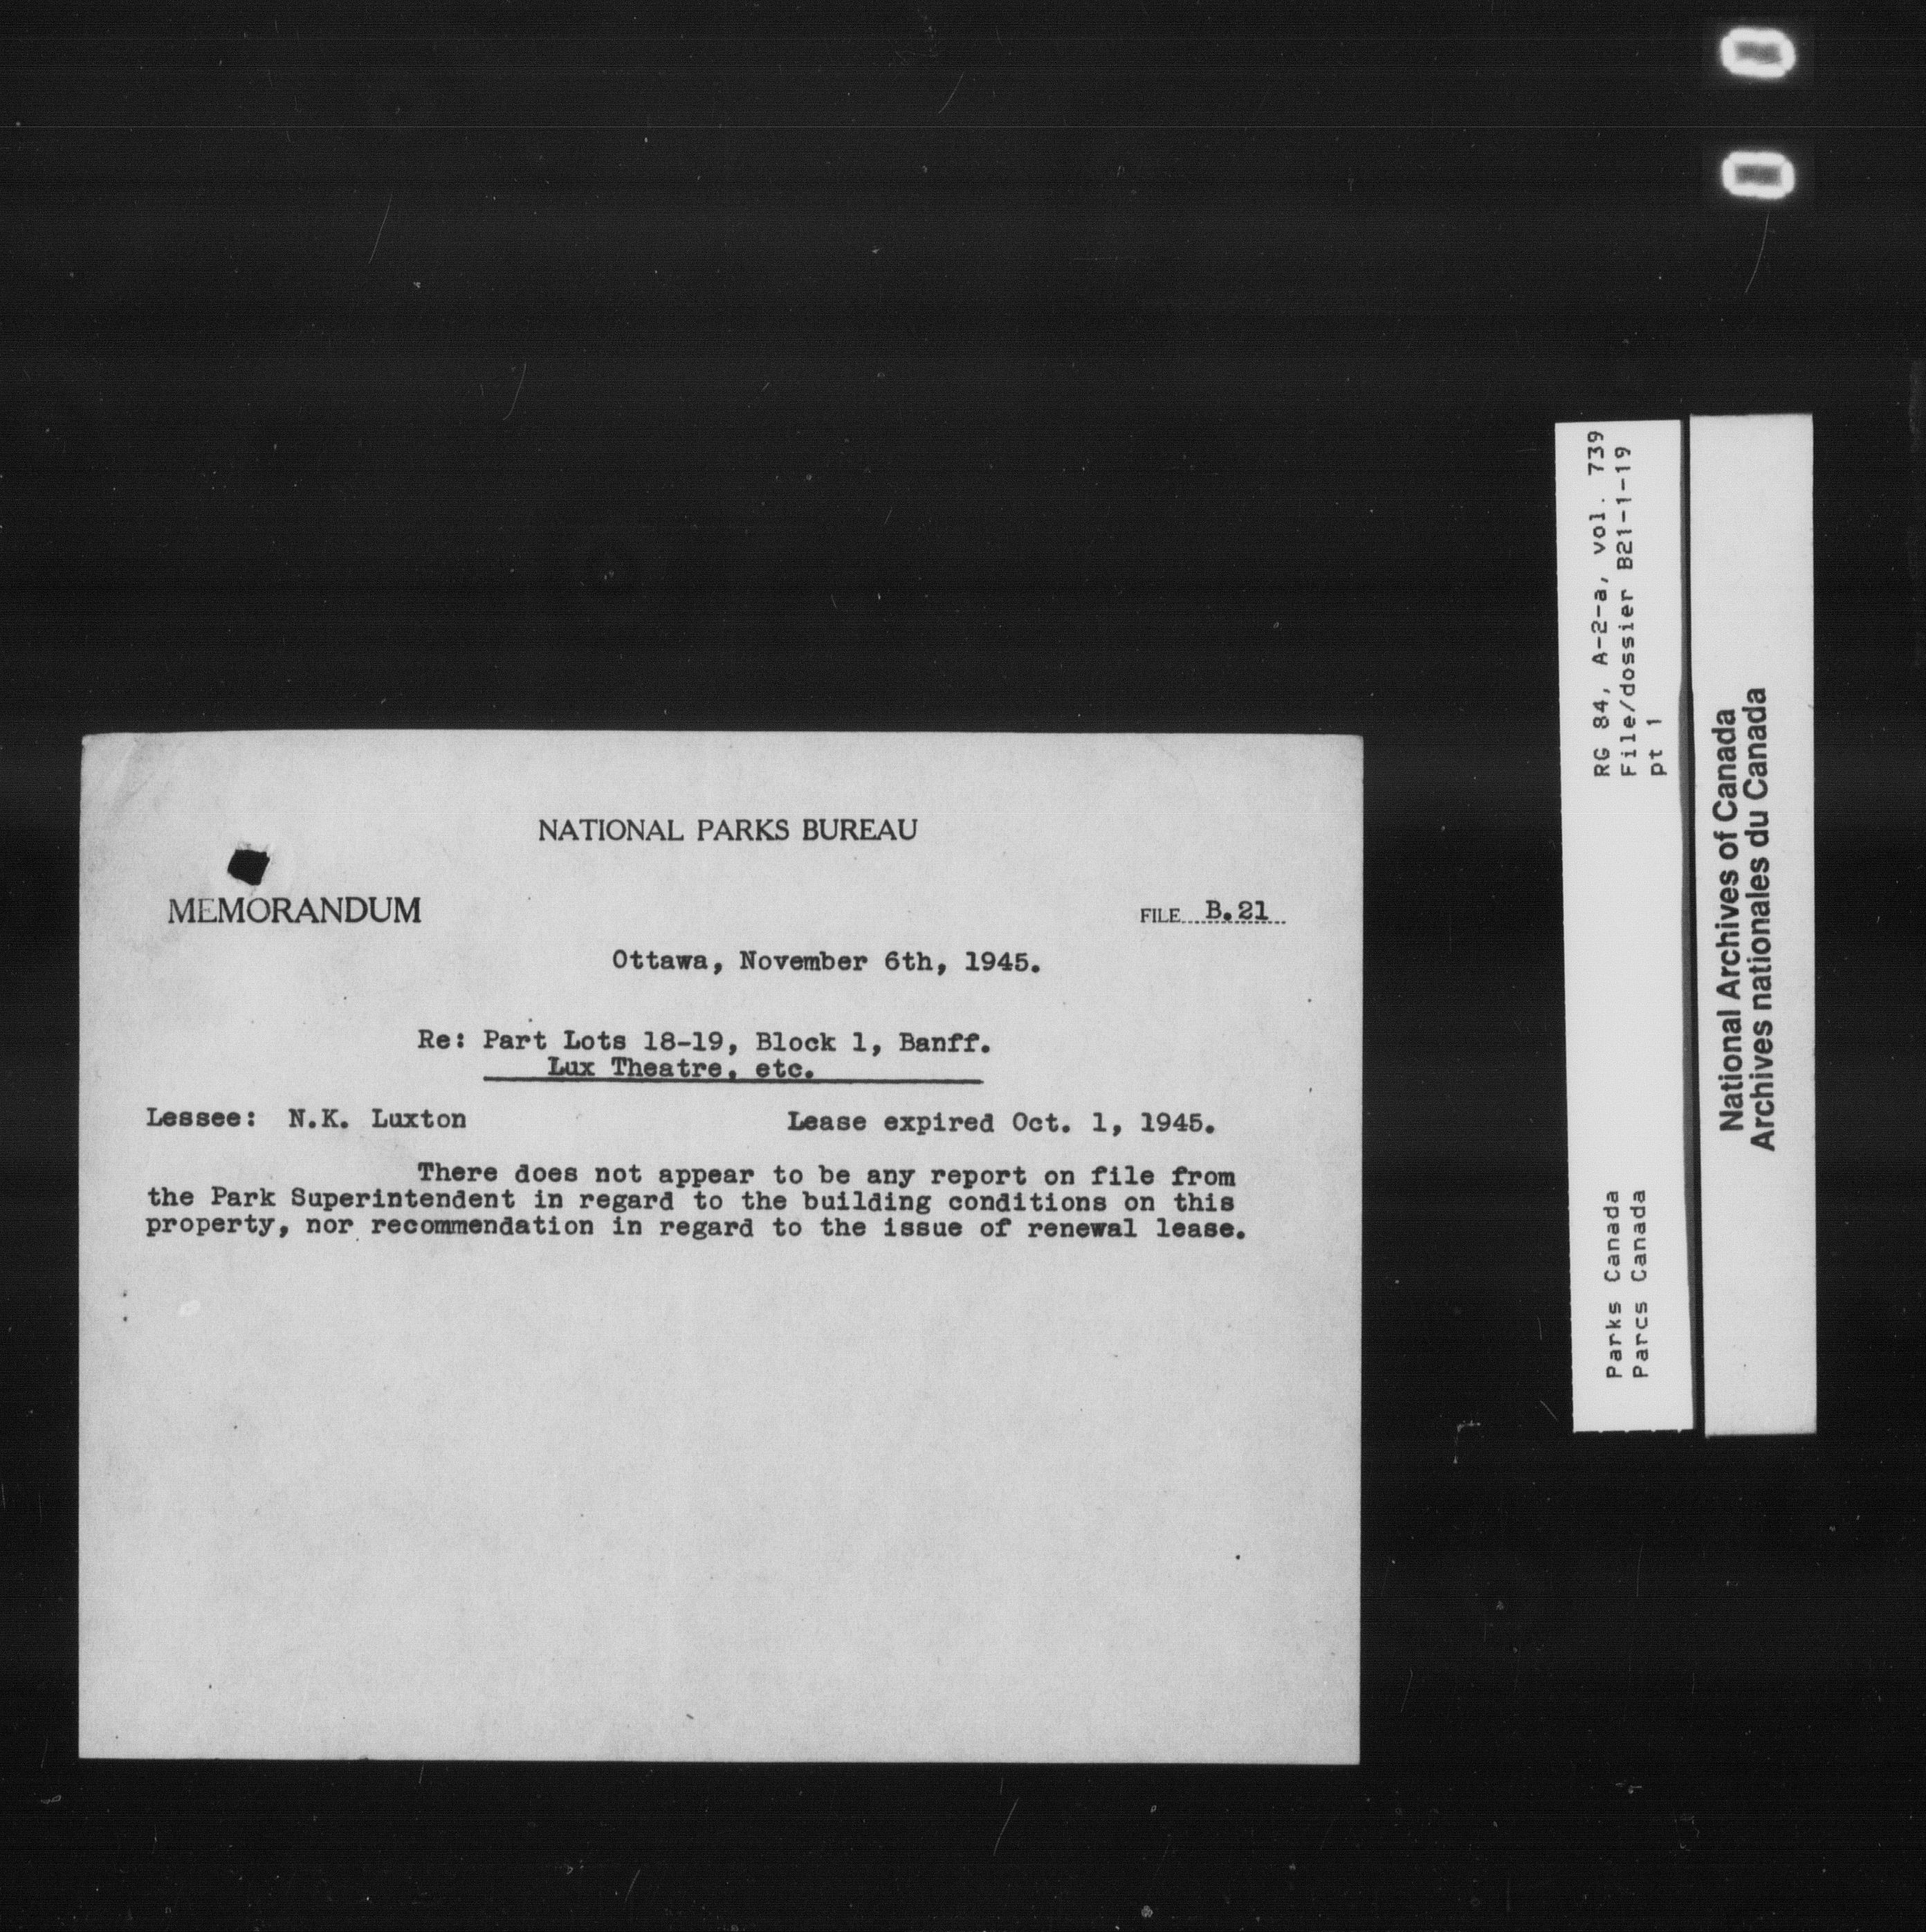 NATIONAL PARKS BUREAU
MEMORANDUM
FILE B.21
Ottawa, November 6th, 1945.
Re: Part Lots 18-19, Block 1, Banff.
Lux Theatre, etc.
Lessee: N.K. Luxton Lease expired Oct. 1, 1945.
There does not appear to be any report on file from
the Park Superintendent in regard to the building conditions on this
property, nor recommendation in regard to the issue of renewal lease.
RG 84, A-2-a, vol. 739
File/dossier B21-1-19
pt 1
Parks Canada
Parcs Canada
National Archives of Canada
Archives nationales du Canada